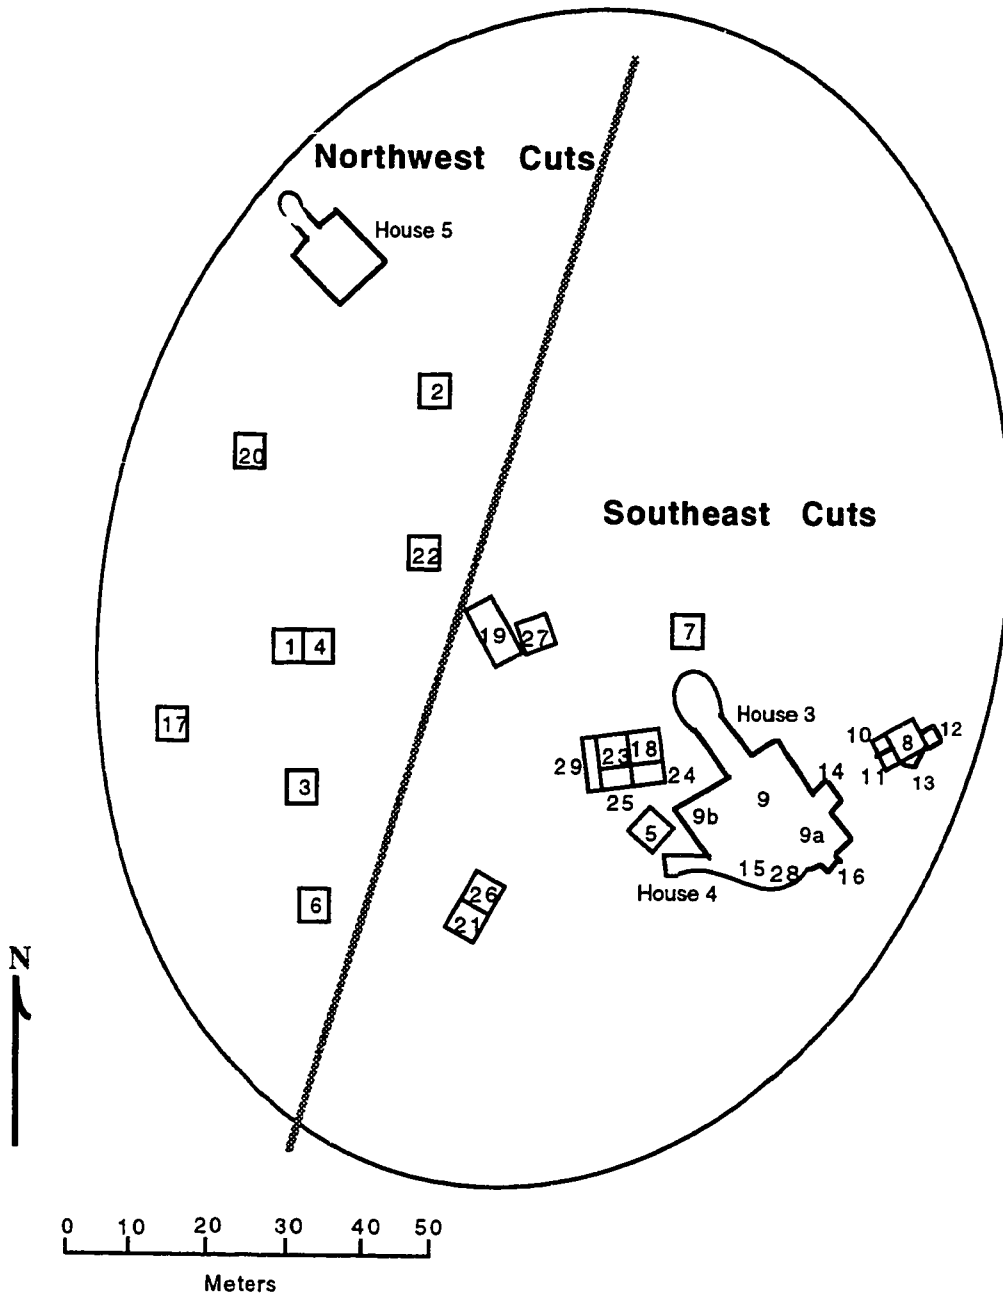 Northwest Cuts
House 5
2
20
Southeast Cuts
22
19 27 7
1 4
House 3
17
10 8 12
29 23 18 24 14 11 13
3
25 9
5 9b 9a
15 28 16
House 4
6
26
21
N
0 10 20 30 40 50
Meters